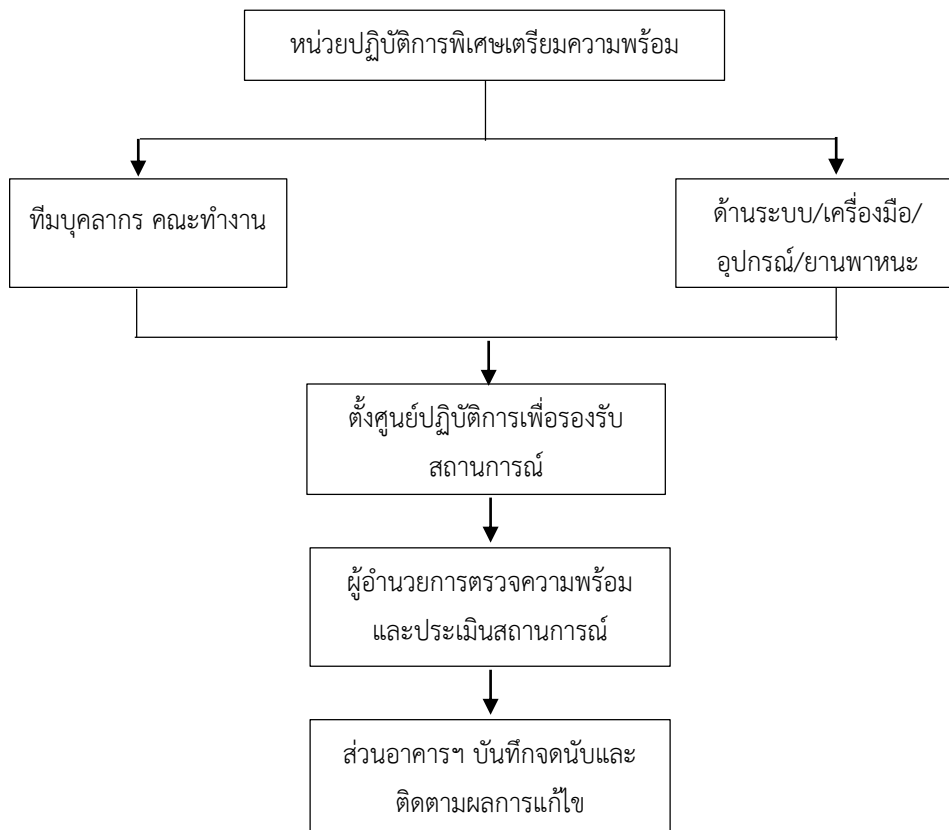 หน่วยปฏิบัติการพิเศษเตรียมความพร้อม
ทีมบุคลากร คณะทำงาน
ด้านระบบ/เครื่องมือ/
อุปกรณ์/ยานพาหนะ
ตั้งศูนย์ปฏิบัติการเพื่อรองรับ
สถานการณ์
ผู้อำนวยการตรวจความพร้อม
และประเมินสถานการณ์
ส่วนอาคารฯ บันทึกจดนับและ
ติดตามผลการแก้ไข